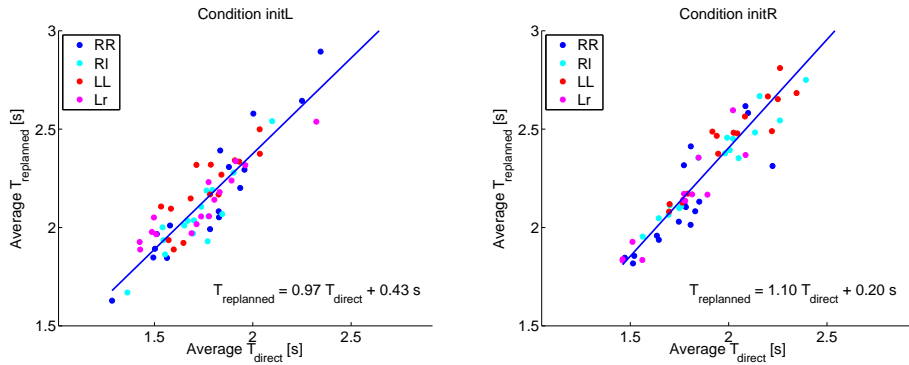 Condition initL
3
2.5
2
1.5
1.5
2
2.5
Average T_replanned [s]
Average T_direct [s]
RR
RI
LL
Lr
T_replanned = 0.97 T_direct + 0.43 s
Condition initR
3
2.5
2
1.5
1.5
2
2.5
Average T_replanned [s]
Average T_direct [s]
RR
RI
LL
Lr
T_replanned = 1.10 T_direct + 0.20 s